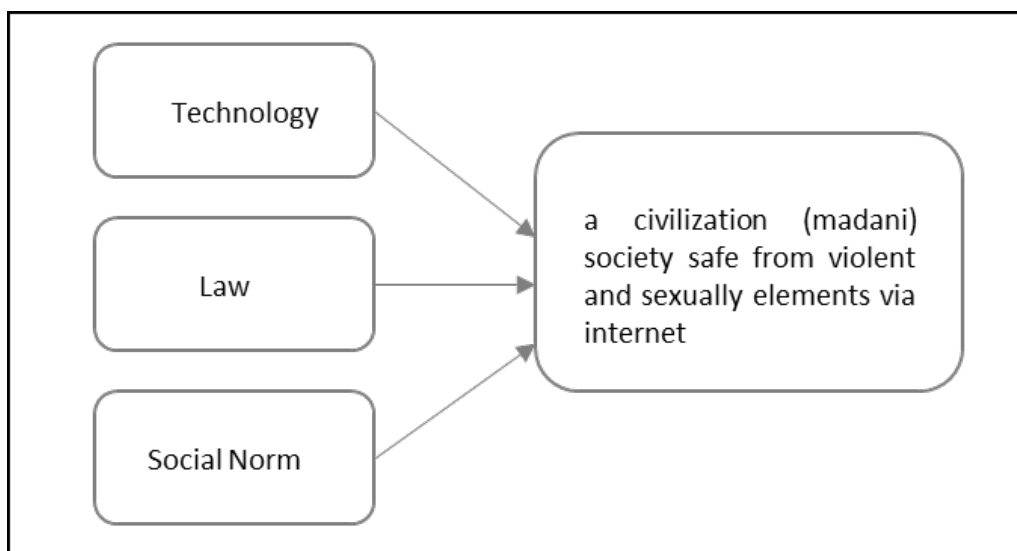 Technology
Law
Social Norm
a civilization (madani)
society safe from violent
and sexually elements via
internet